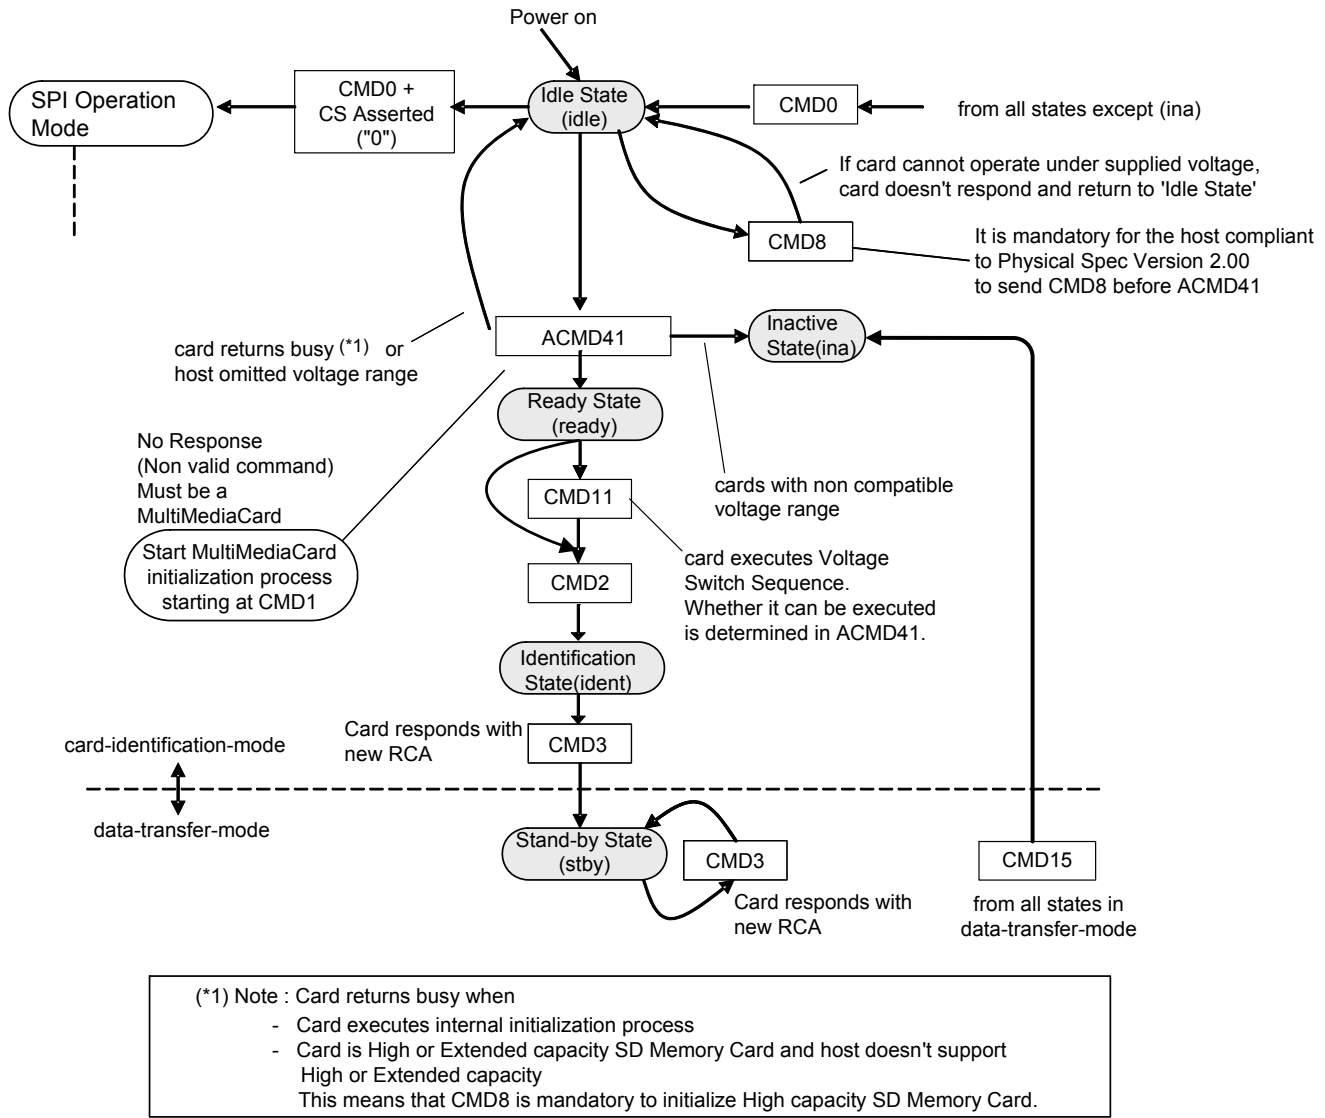 Power on
SPI Operation
Mode
CMD0 +
CS Asserted
("0")
Idle State
(idle)
CMD0
from all states except (ina)
If card cannot operate under supplied voltage,
card doesn't respond and return to 'Idle State'
CMD8
It is mandatory for the host compliant
to Physical Spec Version 2.00
to send CMD8 before ACMD41
card returns busy (*1) or
host omitted voltage range
ACMD41
Inactive
State(ina)
Ready State
(ready)
No Response
(Non valid command)
Must be a
MultiMediaCard
Start MultiMediaCard
initialization process
starting at CMD1
CMD11
cards with non compatible
voltage range
CMD2
card executes Voltage
Switch Sequence.
Whether it can be executed
is determined in ACMD41.
Identification
State(ident)
Card responds with
new RCA
CMD3
card-identification-mode
data-transfer-mode
Stand-by State
(stby)
CMD3
Card responds with
new RCA
CMD15
from all states in
data-transfer-mode
(*1) Note : Card returns busy when
- Card executes internal initialization process
- Card is High or Extended capacity SD Memory Card and host doesn't support
High or Extended capacity
This means that CMD8 is mandatory to initialize High capacity SD Memory Card.